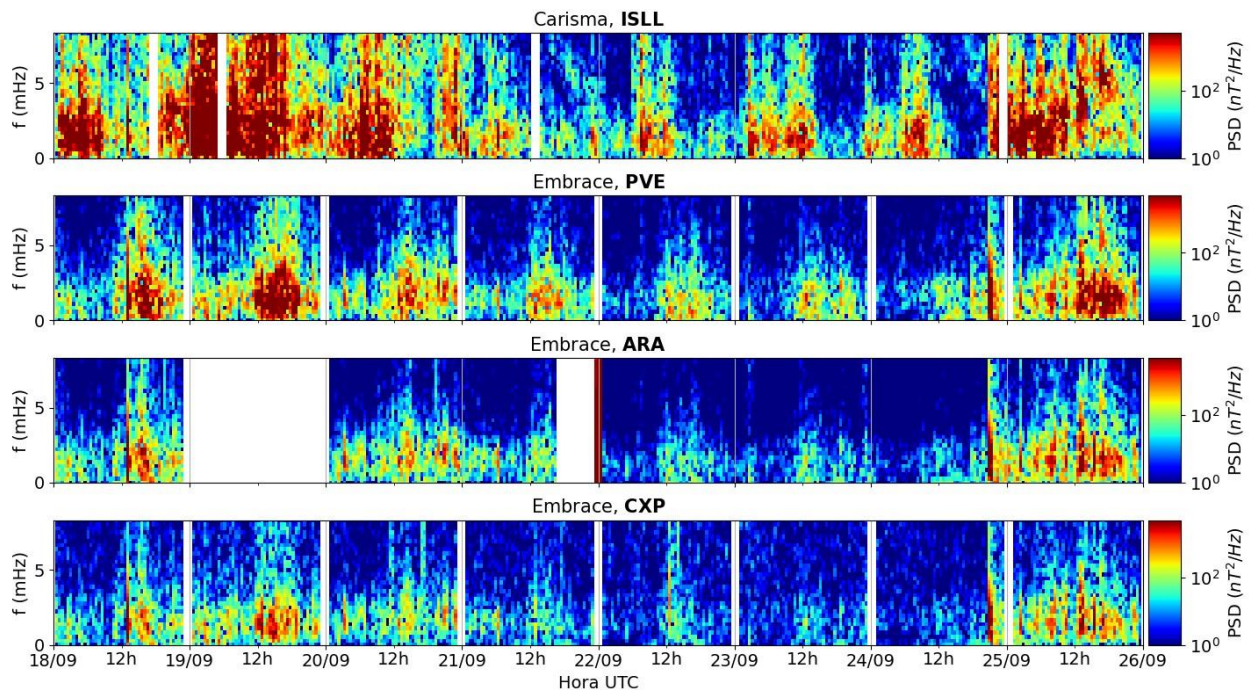 Carisma, ISLL
f (mHz)
5
0
10²
10⁰
PSD (nT²/Hz)
Embrace, PVE
f (mHz)
5
0
10²
10⁰
PSD (nT²/Hz)
Embrace, ARA
f (mHz)
5
0
10²
10⁰
PSD (nT²/Hz)
Embrace, CXP
f (mHz)
5
0
10²
10⁰
PSD (nT²/Hz)
18/09 12h 19/09 12h 20/09 12h 21/09 12h 22/09 12h 23/09 12h 24/09 12h 25/09 12h 26/09
Hora UTC